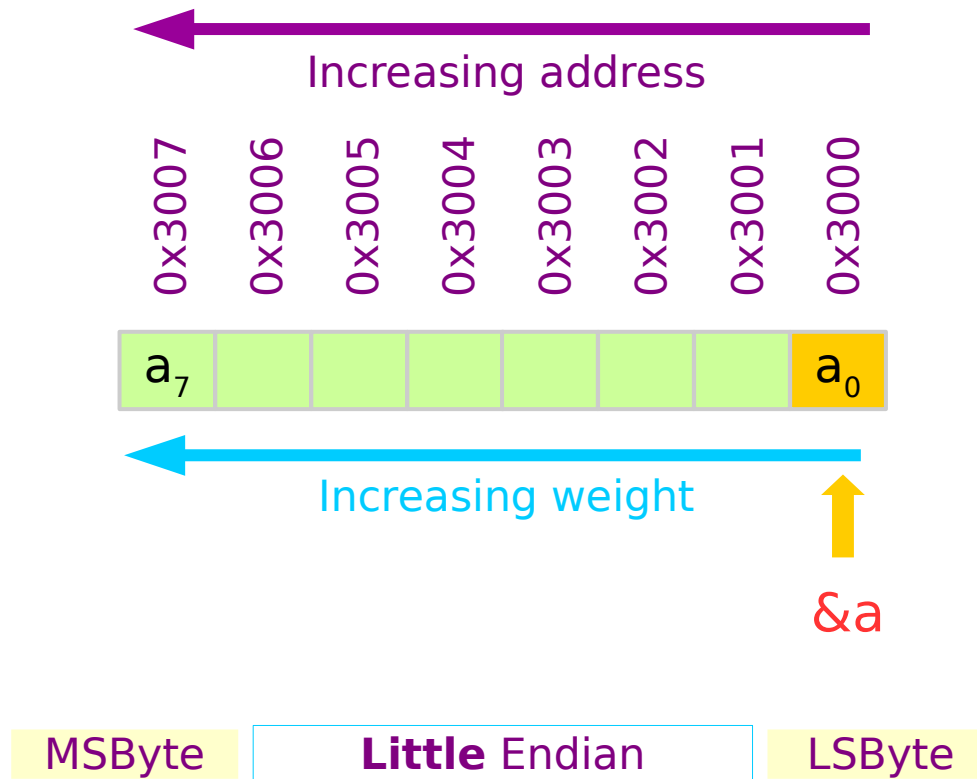 Increasing address
0x3007 0x3006 0x3005 0x3004 0x3003 0x3002 0x3001 0x3000
a₇ a₀
Increasing weight
&a
MSByte Little Endian LSByte